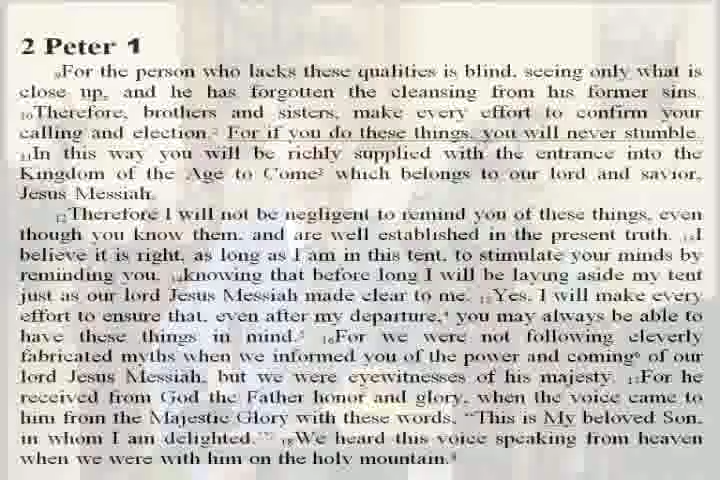 2 Peter 1
9For the person who lacks these qualities is blind, seeing only what is
close up, and he has forgotten the cleansing from his former sins.
10Therefore, brothers and sisters, make every effort to confirm your
calling and election.2 For if you do these things, you will never stumble.
11In this way you will be richly supplied with the entrance into the
Kingdom of the Age to Come3 which belongs to our lord and savior,
Jesus Messiah.
12Therefore I will not be negligent to remind you of these things, even
though you know them, and are well established in the present truth. 13I
believe it is right, as long as I am in this tent, to stimulate your minds by
reminding you, 14knowing that before long I will be laying aside my tent
just as our lord Jesus Messiah made clear to me. 15Yes, I will make every
effort to ensure that, even after my departure,4 you may always be able to
have these things in mind.5 16For we were not following cleverly
fabricated myths when we informed you of the power and coming6 of our
lord Jesus Messiah, but we were eyewitnesses of his majesty. 17For he
received from God the Father honor and glory, when the voice came to
him from the Majestic Glory with these words, “This is My beloved Son,
in whom I am delighted.”7 18We heard this voice speaking from heaven
when we were with him on the holy mountain.8